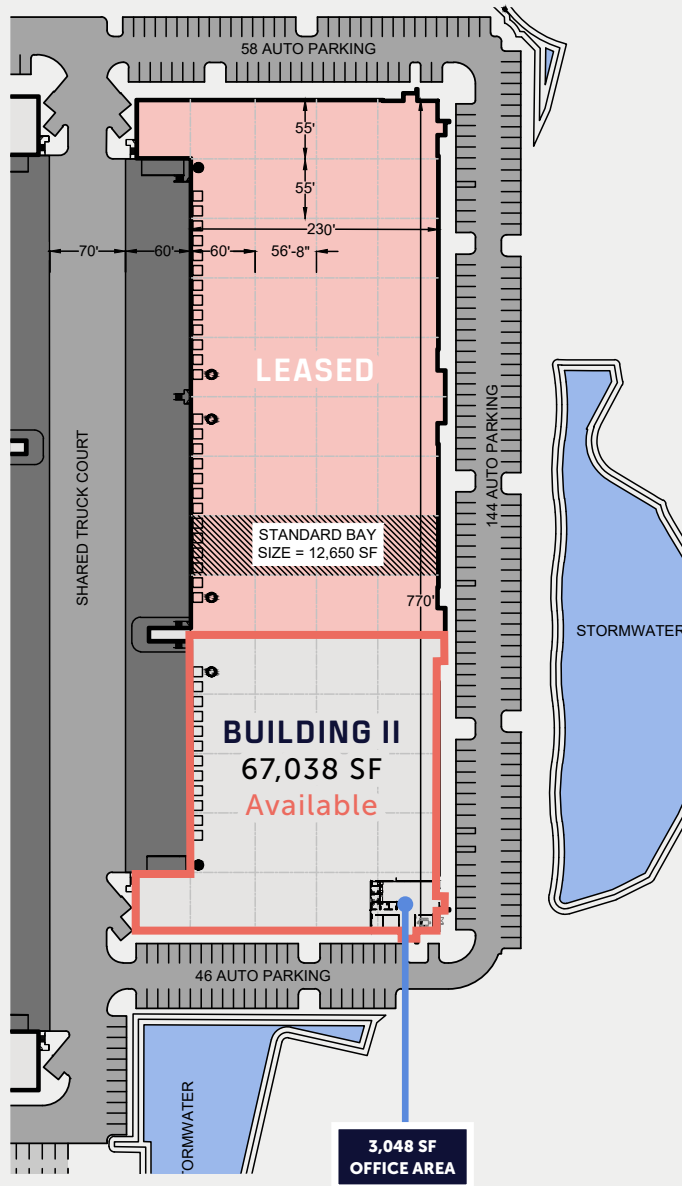 58 AUTO PARKING
55'
55'
230'
70'
60'
60'
56'-8"
LEASED
144 AUTO PARKING
SHARED TRUCK COURT
STANDARD BAY
SIZE = 12,650 SF
770'
STORMWATER
BUILDING II
67,038 SF
Available
46 AUTO PARKING
TORMWATER
3,048 SF
OFFICE AREA